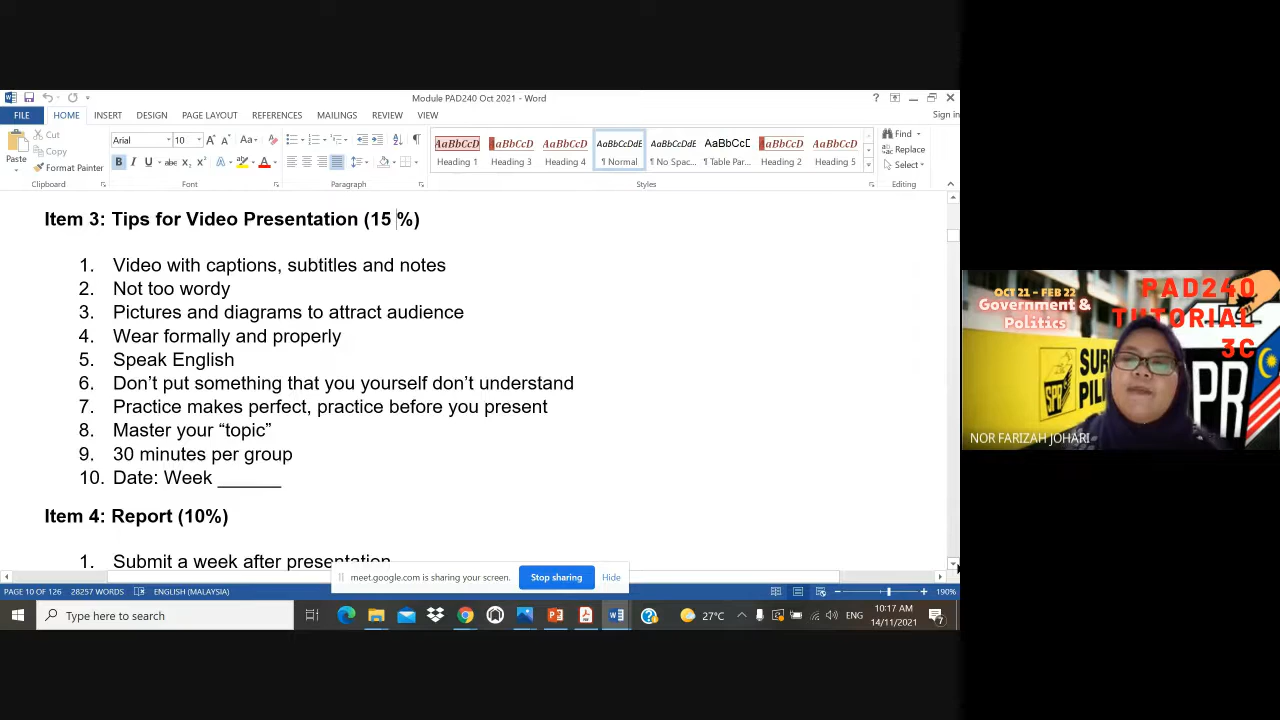 Module PAD240 Oct 2021 - Word
Sign in
FILE HOME INSERT DESIGN PAGE LAYOUT REFERENCES MAILINGS REVIEW VIEW
Cut
Copy
Format Painter
Paste
Arial 10
AaBbCcD AaBbCcD AaBbCcD AaBbCcDdE AaBbCcDdE AaBbCc AaBbCcD AaBbCcD
Heading 1 Heading 3 Heading 4 ¶ Normal ¶ No Spac... ¶ Table Par... Heading 2 Heading 5
Find
Replace
Select
Clipboard Font Paragraph Styles Editing
Item 3: Tips for Video Presentation (15 %)
1. Video with captions, subtitles and notes
2. Not too wordy
3. Pictures and diagrams to attract audience
4. Wear formally and properly
5. Speak English
6. Don’t put something that you yourself don’t understand
7. Practice makes perfect, practice before you present
8. Master your “topic”
9. 30 minutes per group
10. Date: Week ______
Item 4: Report (10%)
1. Submit a week after presentation
meet.google.com is sharing your screen. Stop sharing Hide
PAGE 10 OF 126 28257 WORDS ENGLISH (MALAYSIA) 190%
Type here to search
27°C
ENG
10:17 AM
14/11/2021
7
OCT 21 - FEB 22
Government &
Politics
PAD240
TUTORIAL
3C
SPR
PR
NOR FARIZAH JOHARI